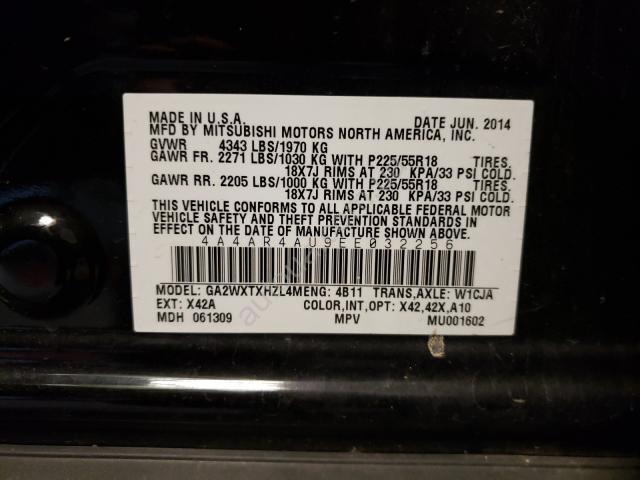 MADE IN U.S.A. DATE JUN. 2014
MFD BY MITSUBISHI MOTORS NORTH AMERICA, INC.
GVWR 4343 LBS/1970 KG
GAWR FR. 2271 LBS/1030 KG WITH P225/55R18 TIRES.
18X7J RIMS AT 230 KPA/33 PSI COLD.
GAWR RR. 2205 LBS/1000 KG WITH P225/55R18 TIRES.
18X7J RIMS AT 230 KPA/33 PSI COLD.
THIS VEHICLE CONFORMS TO ALL APPLICABLE FEDERAL MOTOR
VEHICLE SAFETY AND THEFT PREVENTION STANDARDS IN
EFFECT ON THE DATE OF MANUFACTURE SHOWN ABOVE.
4A4AR4AU9EE032256
MODEL: GA2WXTXHZL4MENG: 4B11 TRANS,AXLE: W1CJA
EXT: X42A COLOR,INT,OPT: X42,42X,A10
MDH 061309 MPV MU001602